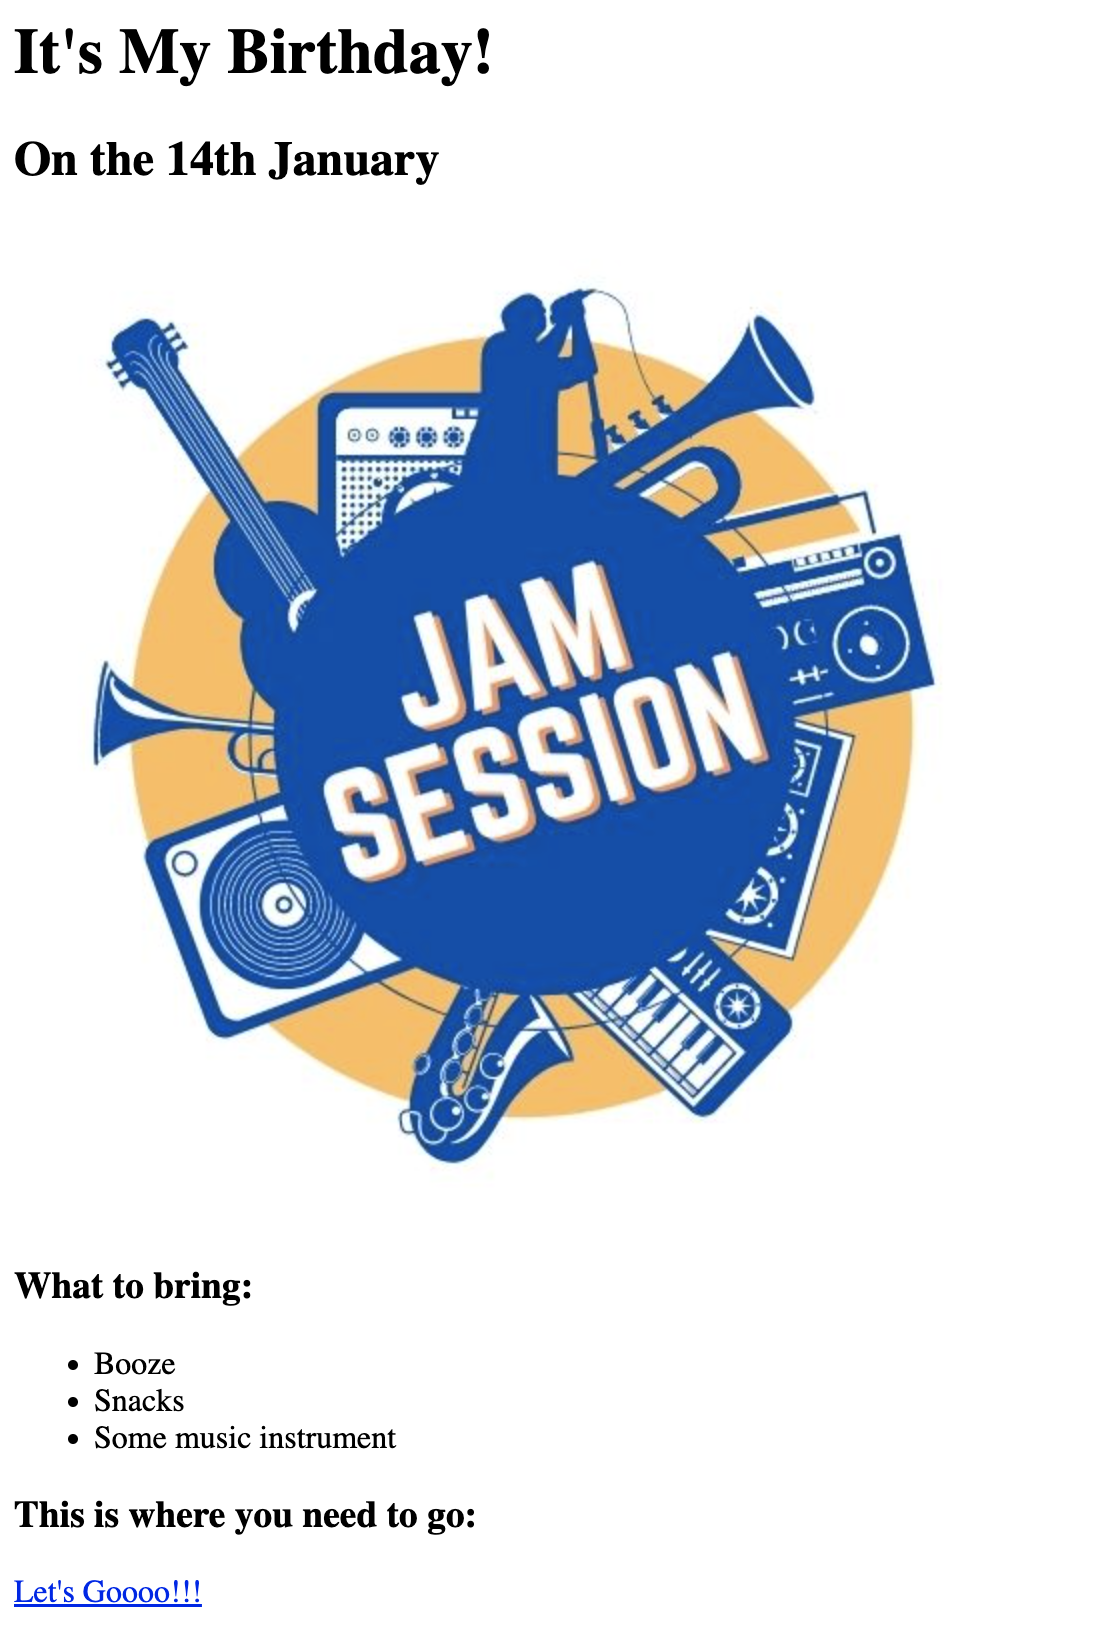 It's My Birthday!
On the 14th January
JAM
SESSION
What to bring:
• Booze
• Snacks
• Some music instrument
This is where you need to go:
Let's Goooo!!!